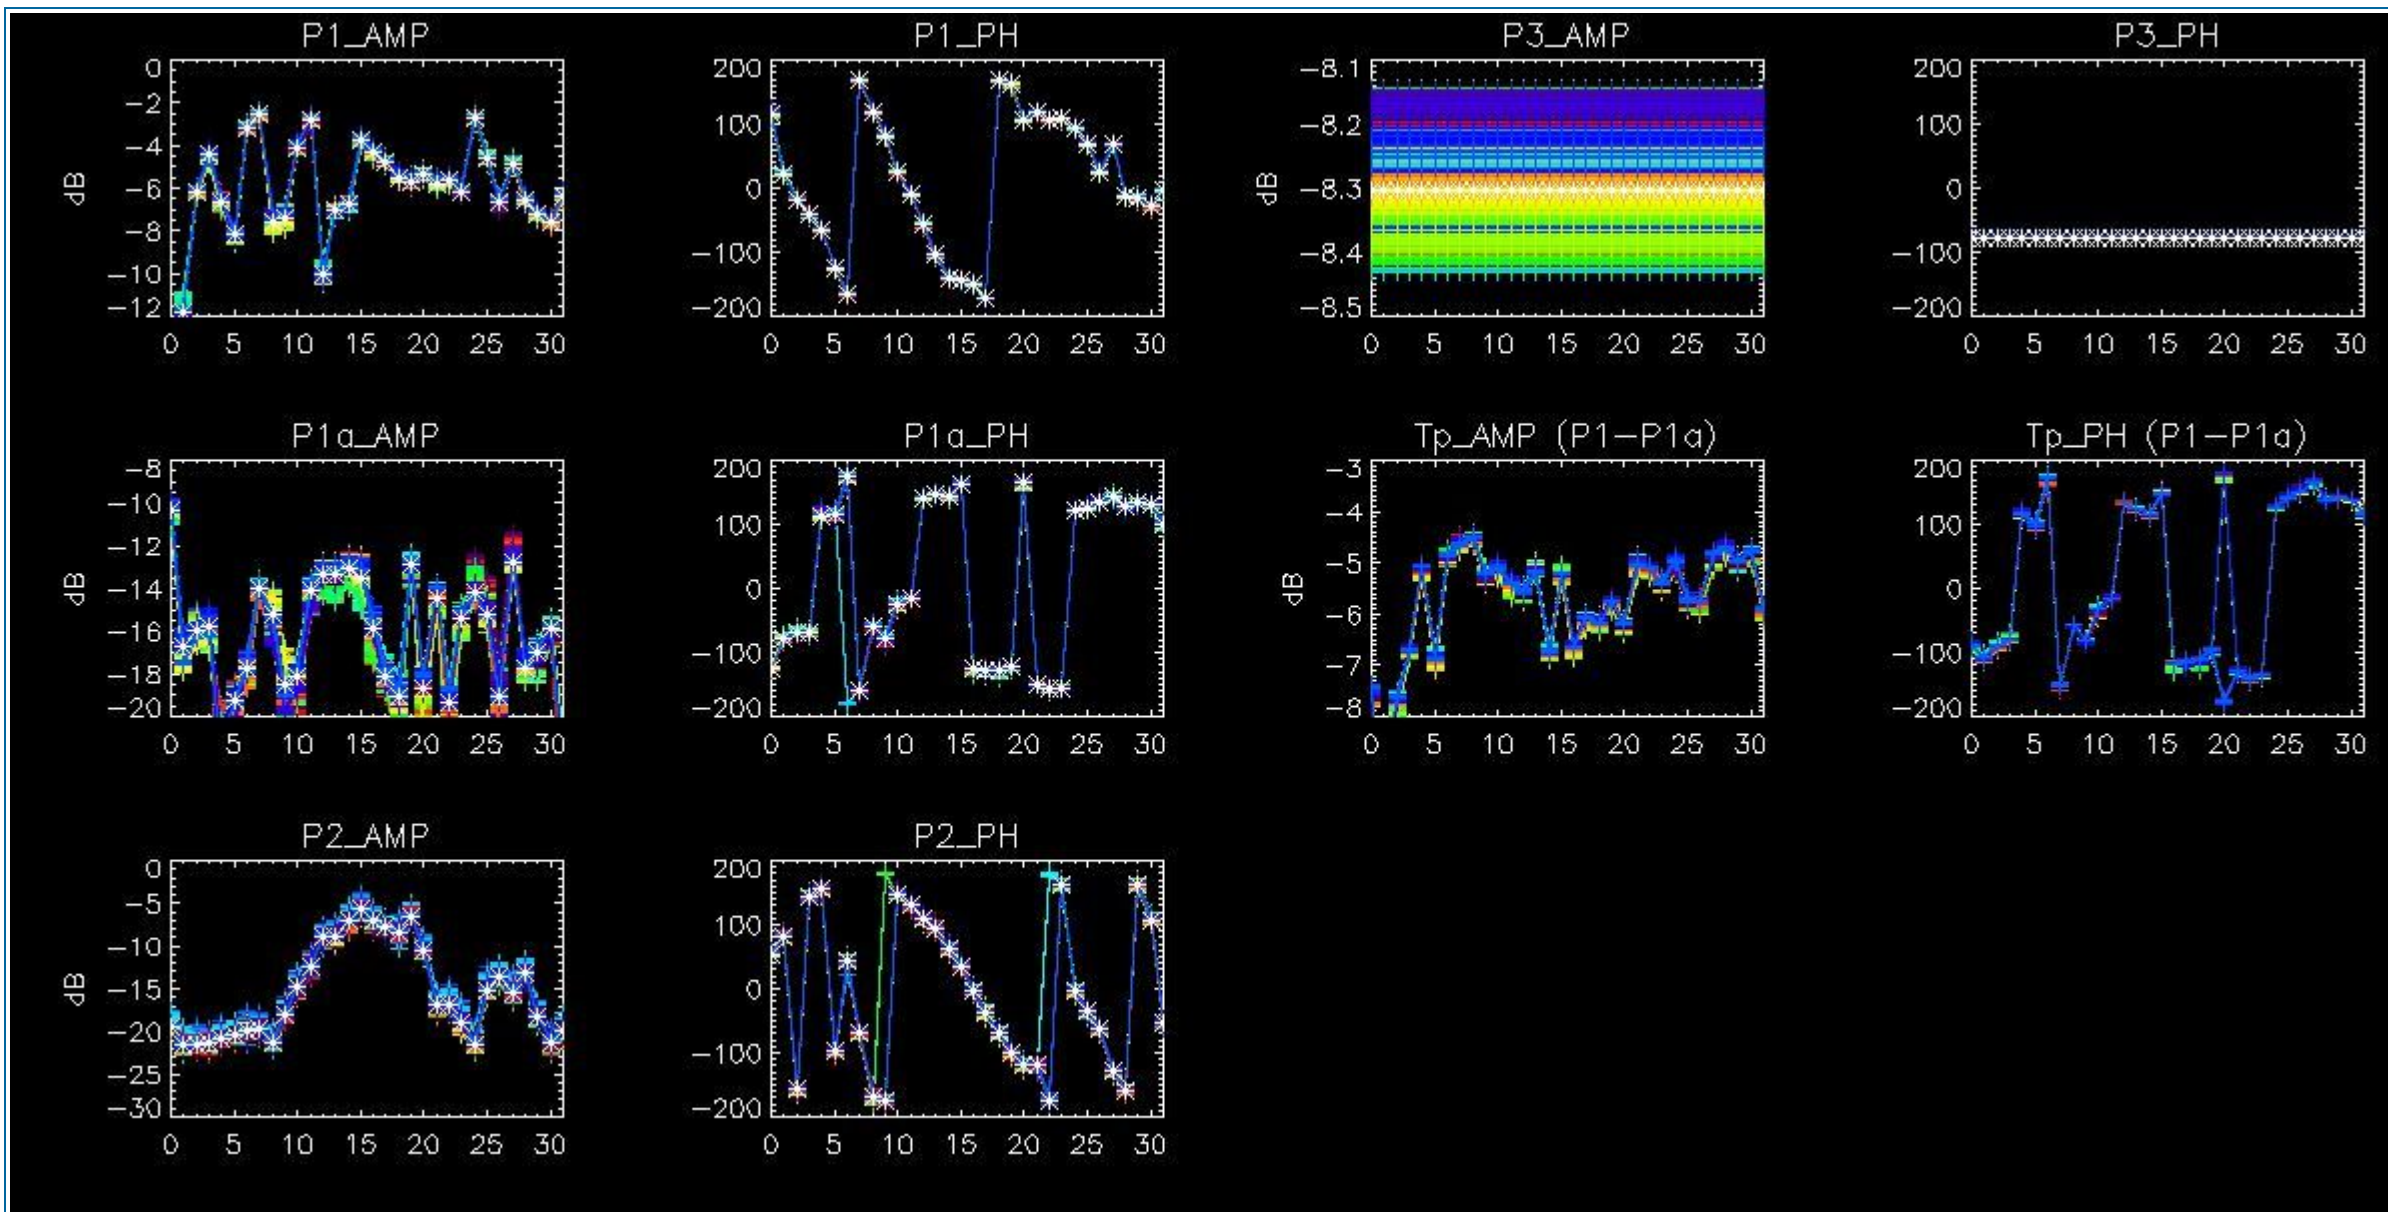 P1_AMP
0
−2
−4
−6
−8
−10
−12
dB
0 5 10 15 20 25 30
P1_PH
200
100
0
−100
−200
0 5 10 15 20 25 30
P3_AMP
−8.1
−8.2
−8.3
−8.4
−8.5
dB
0 5 10 15 20 25 30
P3_PH
200
100
0
−100
−200
0 5 10 15 20 25 30
P1a_AMP
−8
−10
−12
−14
−16
−18
−20
dB
0 5 10 15 20 25 30
P1a_PH
200
100
0
−100
−200
0 5 10 15 20 25 30
Tp_AMP (P1−P1a)
−3
−4
−5
−6
−7
−8
dB
0 5 10 15 20 25 30
Tp_PH (P1−P1a)
200
100
0
−100
−200
0 5 10 15 20 25 30
P2_AMP
0
−5
−10
−15
−20
−25
−30
dB
0 5 10 15 20 25 30
P2_PH
200
100
0
−100
−200
0 5 10 15 20 25 30